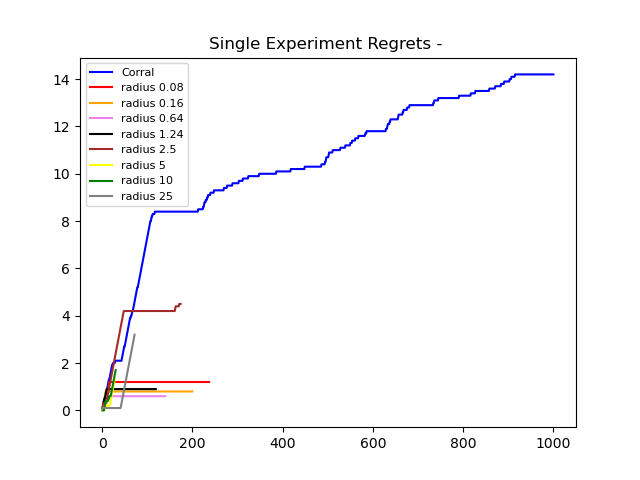 Single Experiment Regrets -
Corral
radius 0.08
radius 0.16
radius 0.64
radius 1.24
radius 2.5
radius 5
radius 10
radius 25
14
12
10
8
6
4
2
0
0 200 400 600 800 1000